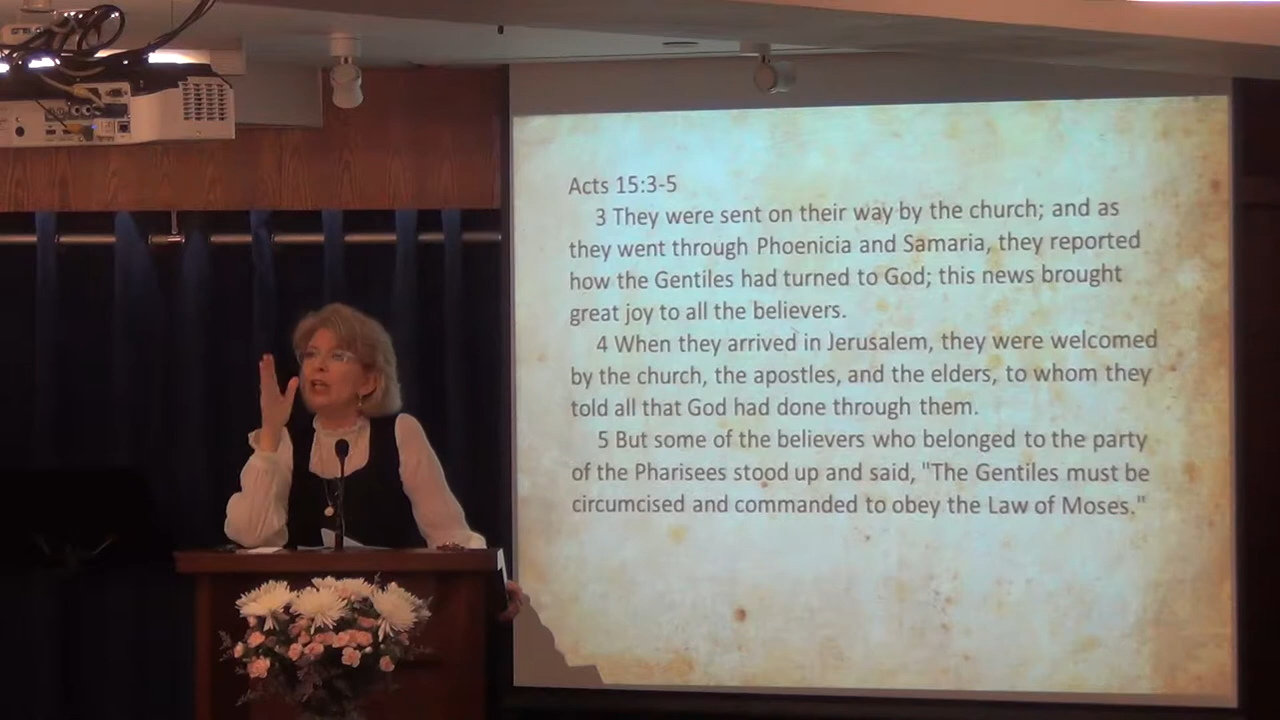 Acts 15:3-5
3 They were sent on their way by the church; and as
they went through Phoenicia and Samaria, they reported
how the Gentiles had turned to God; this news brought
great joy to all the believers.
4 When they arrived in Jerusalem, they were welcomed
by the church, the apostles, and the elders, to whom they
told all that God had done through them.
5 But some of the believers who belonged to the party
of the Pharisees stood up and said, "The Gentiles must be
circumcised and commanded to obey the Law of Moses."